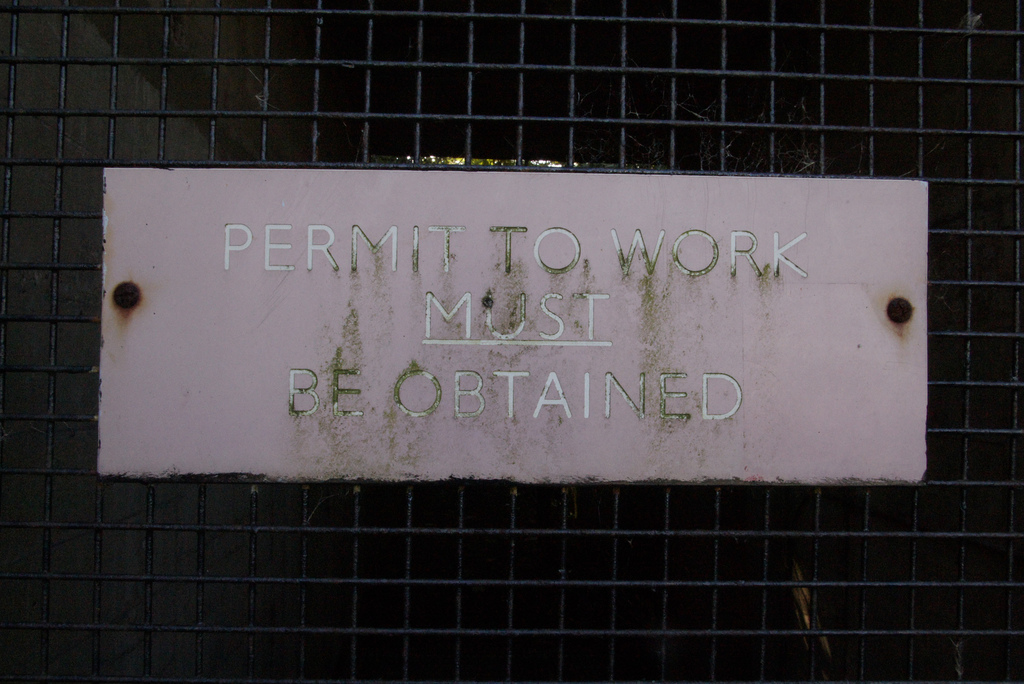 PERMIT TO WORK
MUST
BE OBTAINED